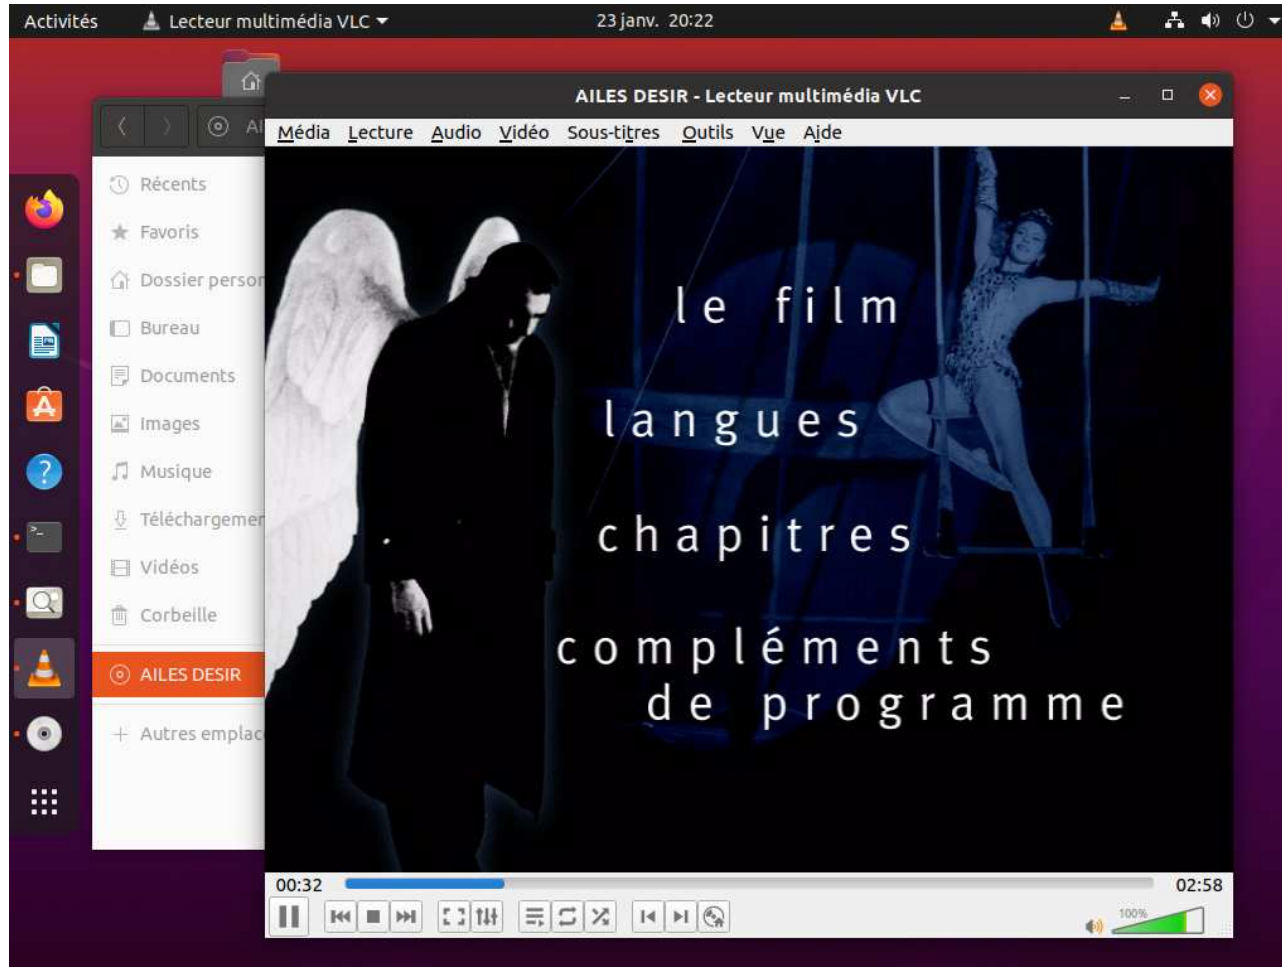 Activités
Lecteur multimédia VLC
23 janv. 20:22
AILES DESIR - Lecteur multimédia VLC
Média Lecture Audio Vidéo Sous-titres Outils Vue Aide
Récents
Favoris
Dossier person
Bureau
Documents
Images
Musique
Téléchargemen
Vidéos
Corbeille
AILES DESIR
+ Autres emplac
le film
langues
chapitres
compléments
de programme
00:32
02:58
100%